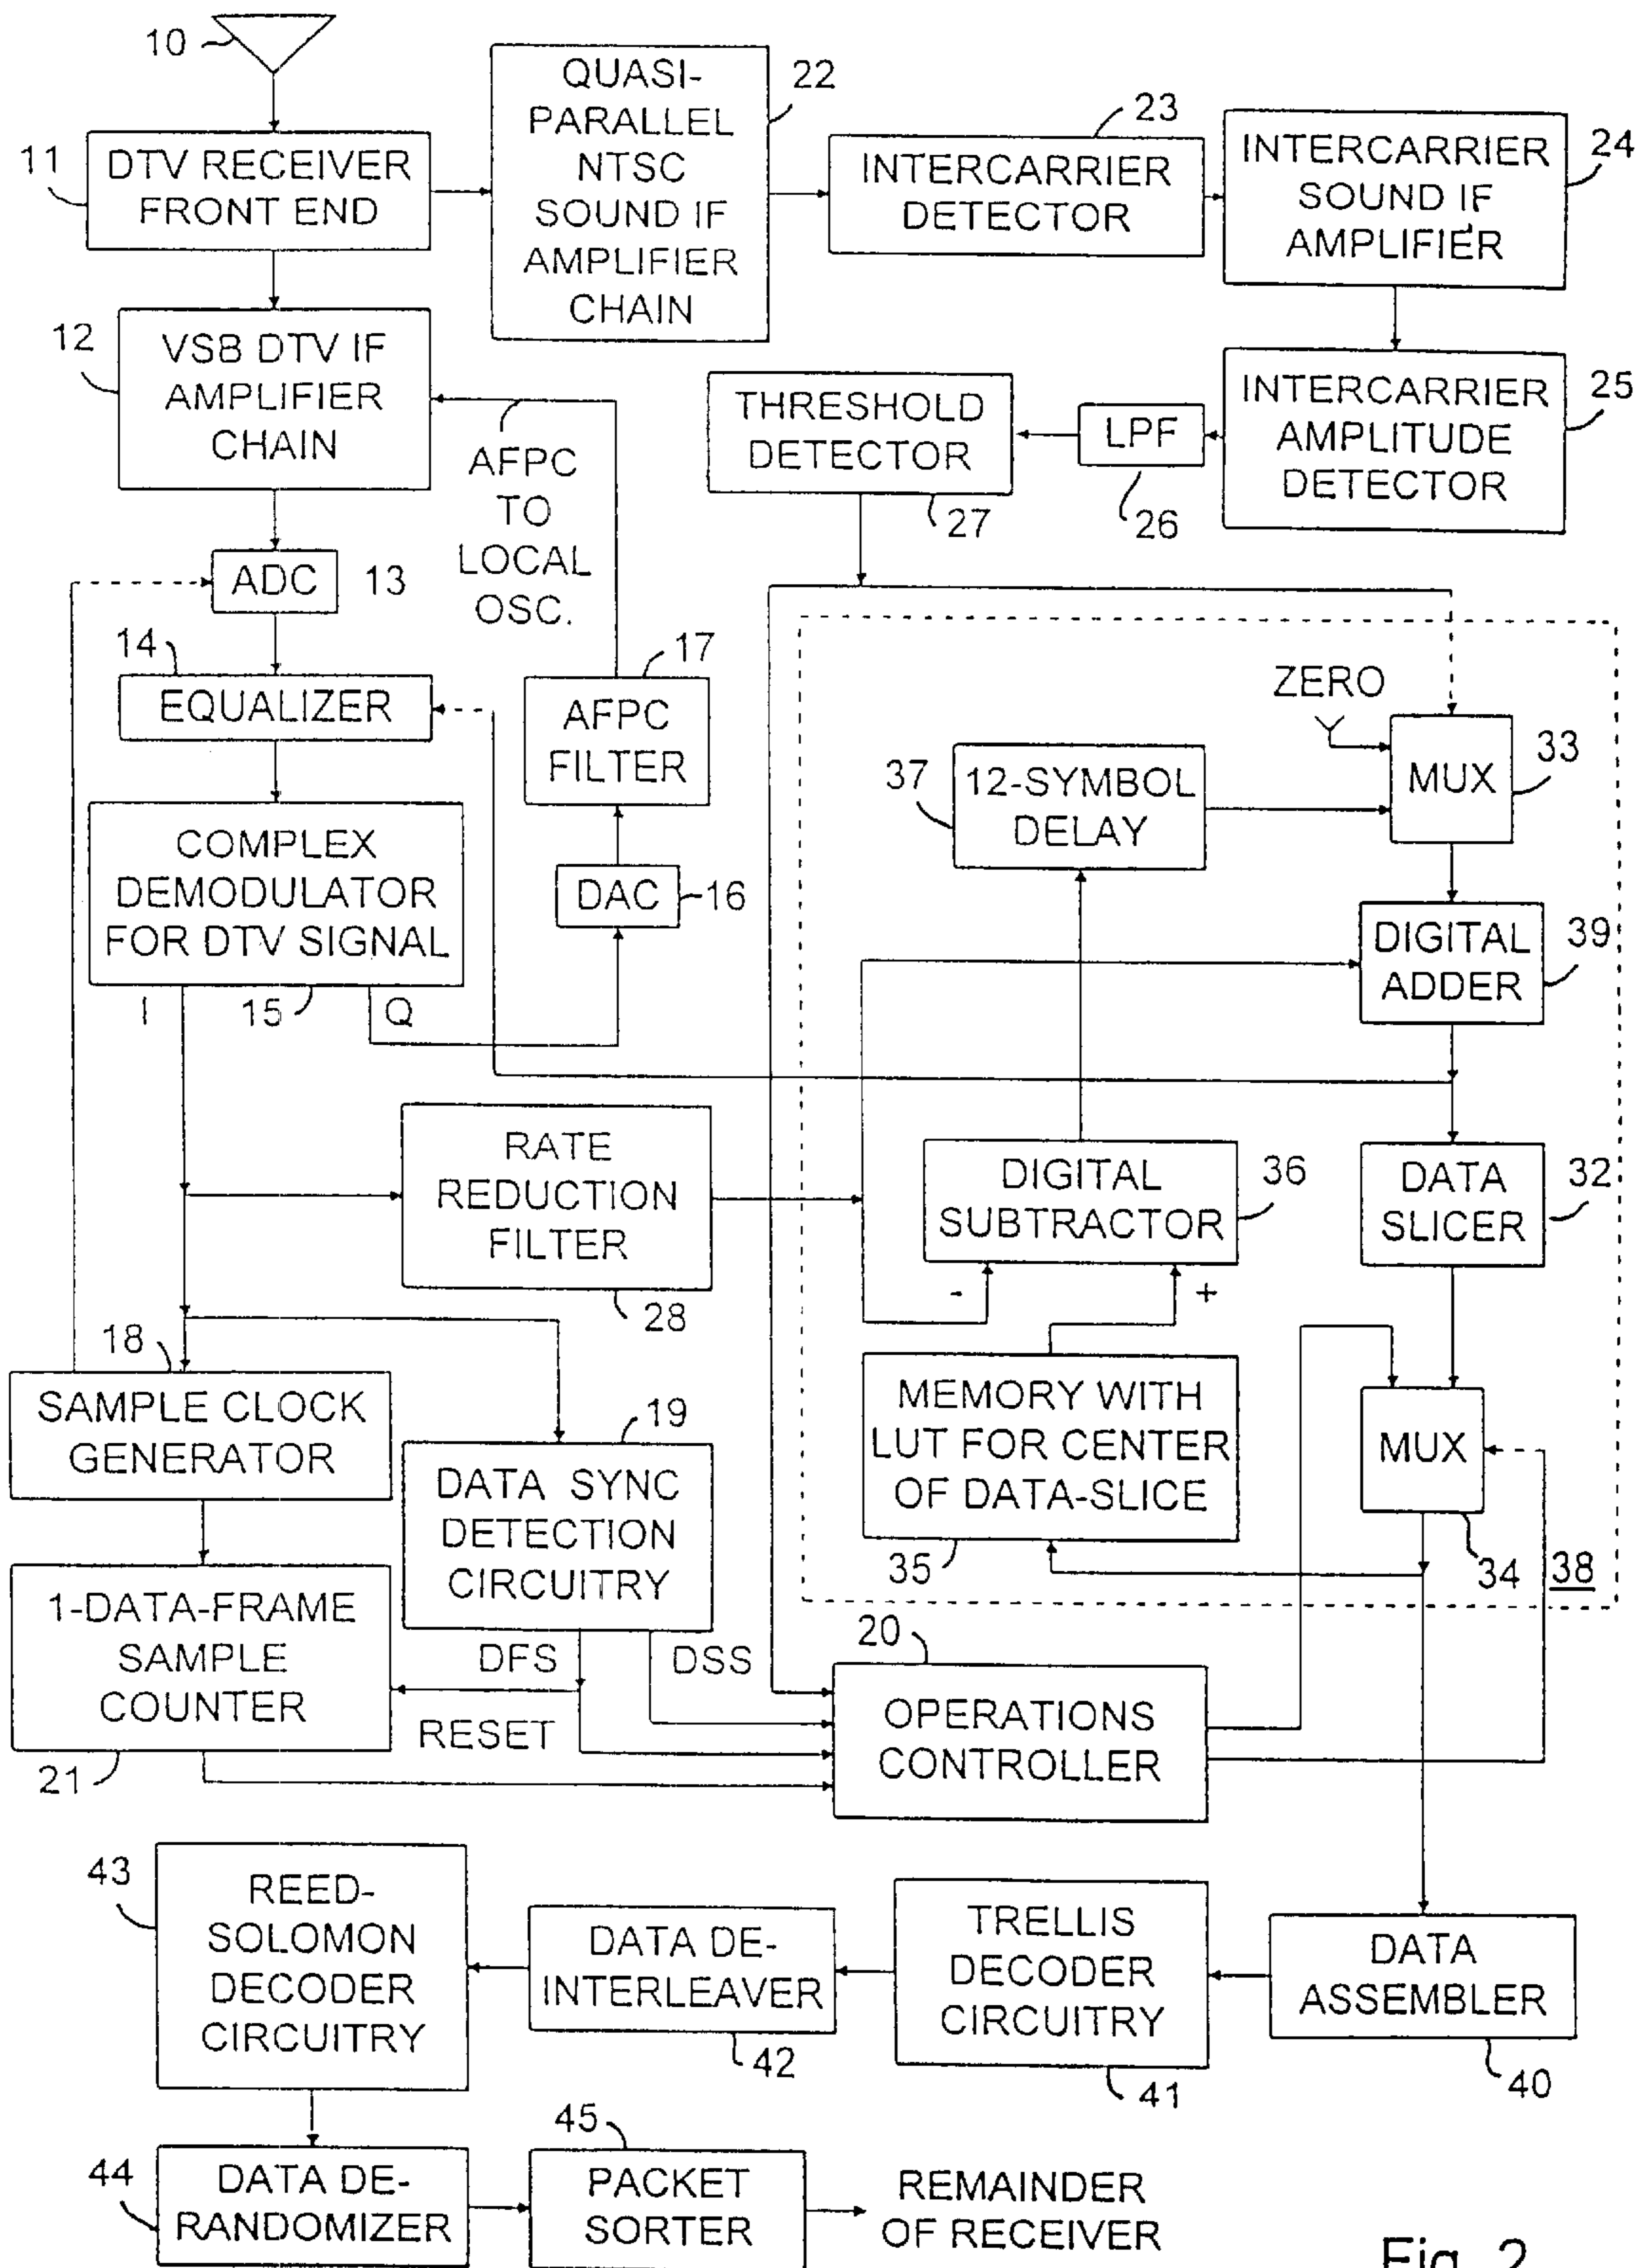 10
QUASI-
PARALLEL
NTSC
SOUND IF
AMPLIFIER
CHAIN
22
23
11
DTV RECEIVER
FRONT END
INTERCARRIER
DETECTOR
INTERCARRIER
SOUND IF
AMPLIFIER
24
12
VSB DTV IF
AMPLIFIER
CHAIN
AFPC
TO
LOCAL
OSC.
THRESHOLD
DETECTOR
27
LPF
26
INTERCARRIER
AMPLITUDE
DETECTOR
25
ADC
13
14
EQUALIZER
17
AFPC
FILTER
ZERO
MUX
33
37
12-SYMBOL
DELAY
COMPLEX
DEMODULATOR
FOR DTV SIGNAL
I
15
Q
DAC
16
DIGITAL
ADDER
39
RATE
REDUCTION
FILTER
28
DIGITAL
SUBTRACTOR
36
-
+
DATA
SLICER
32
18
SAMPLE CLOCK
GENERATOR
19
DATA SYNC
DETECTION
CIRCUITRY
MEMORY WITH
LUT FOR CENTER
OF DATA-SLICE
35
MUX
34
38
1-DATA-FRAME
SAMPLE
COUNTER
21
DFS
DSS
RESET
20
OPERATIONS
CONTROLLER
43
REED-
SOLOMON
DECODER
CIRCUITRY
DATA DE-
INTERLEAVER
42
TRELLIS
DECODER
CIRCUITRY
41
DATA
ASSEMBLER
40
44
DATA DE-
RANDOMIZER
45
PACKET
SORTER
REMAINDER
OF RECEIVER
Fig. 2